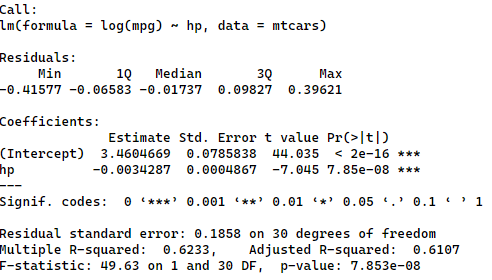 Call:
lm(formula = log(mpg) ~ hp, data = mtcars)
Residuals:
Min 1Q Median 3Q Max
-0.41577 -0.06583 -0.01737 0.09827 0.39621
Coefficients:
Estimate Std. Error t value Pr(>|t|)
(Intercept) 3.4604669 0.0785838 44.035 < 2e-16 ***
hp -0.0034287 0.0004867 -7.045 7.85e-08 ***
---
Signif. codes: 0 ‘***’ 0.001 ‘**’ 0.01 ‘*’ 0.05 ‘.’ 0.1 ‘ ’ 1
Residual standard error: 0.1858 on 30 degrees of freedom
Multiple R-squared: 0.6233, Adjusted R-squared: 0.6107
F-statistic: 49.63 on 1 and 30 DF, p-value: 7.853e-08